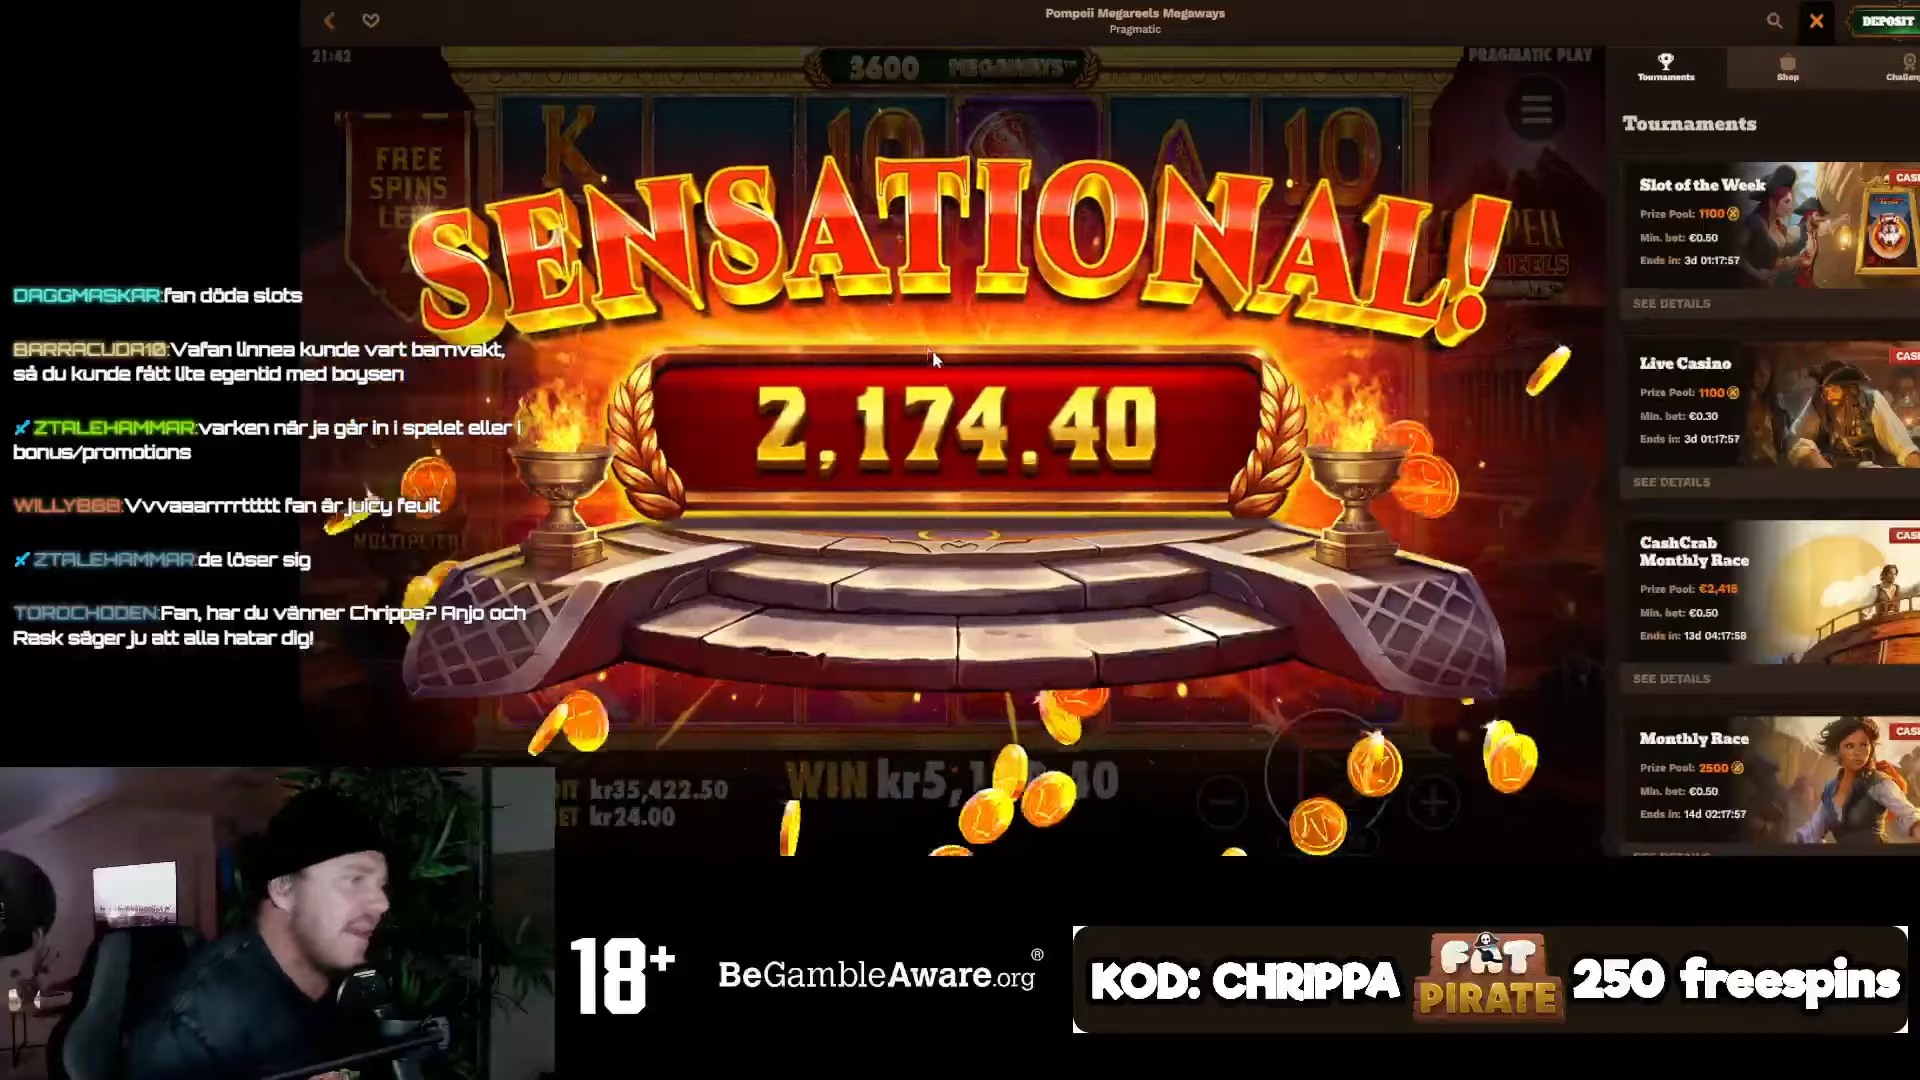 Pompeii Megareels Megaways
Pragmatic
DEPOSIT
21:42
3600 MEGAWAYS™
PRAGMATIC PLAY
Tournaments
Shop
K
10
A
10
FREE
SPINS
SENSATIONAL!
2,174.40
MULTIPLIER
DAGGMASKAR:fan döda slots
BARRACUDA10:Vafan linnea kunde vart barnvakt,
så du kunde fått lite egentid med boysen
ZTALEHAMMAR:varken när ja går in i spelet eller i
bonus/promotions
WILLY888:Vvvaaarrrrttttt fan är juicy feuit
ZTALEHAMMAR:de löser sig
TOROCHODEN:Fan, har du vänner Chrippa? Anjo och
Rask säger ju att alla hatar dig!
kr35,422.50
kr24.00
WIN kr5,
Tournaments
Slot of the Week
Prize Pool: 1100
Min. bet: €0.50
Ends in: 3d 01:17:57
SEE DETAILS
Live Casino
Prize Pool: 1100
Min. bet: €0.30
Ends in: 3d 01:17:57
SEE DETAILS
CashCrab
Monthly Race
Prize Pool: €2,415
Min. bet: €0.50
Ends in: 13d 04:17:58
SEE DETAILS
Monthly Race
Prize Pool: 2500
Min. bet: €0.50
Ends in: 14d 02:17:57
18+
BeGambleAware.org®
KOD: CHRIPPA
FAT
PIRATE
250 freespins